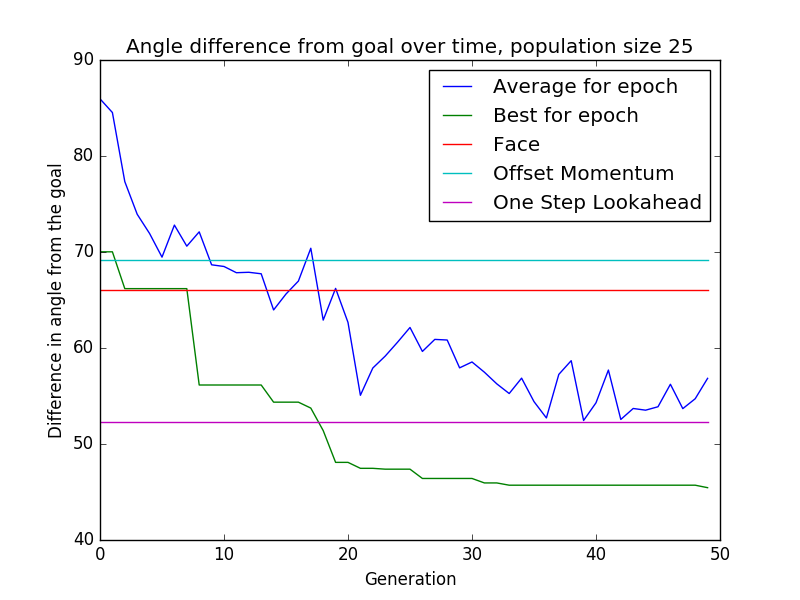 Angle difference from goal over time, population size 25
90
80
70
60
50
40
Difference in angle from the goal
Average for epoch
Best for epoch
Face
Offset Momentum
One Step Lookahead
0
10
20
30
40
50
Generation